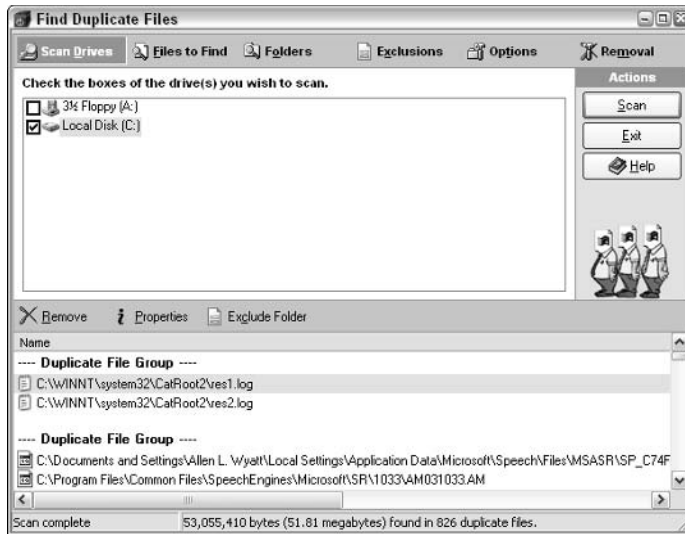 Find Duplicate Files
Scan Drives Files to Find Folders Exclusions Options Removal
Check the boxes of the drive(s) you wish to scan.
Actions
3½ Floppy (A:)
Local Disk (C:)
Scan
Exit
Help
Remove Properties Exclude Folder
Name
---- Duplicate File Group ----
C:\WINNT\system32\CatRoot2\res1.log
C:\WINNT\system32\CatRoot2\res2.log
---- Duplicate File Group ----
C:\Documents and Settings\Allen L. Wyatt\Local Settings\Application Data\Microsoft\Speech\Files\MSASR\SP_C74F
C:\Program Files\Common Files\SpeechEngines\Microsoft\SR\1033\AM031033.AM
Scan complete 53,055,410 bytes (51.81 megabytes) found in 826 duplicate files.